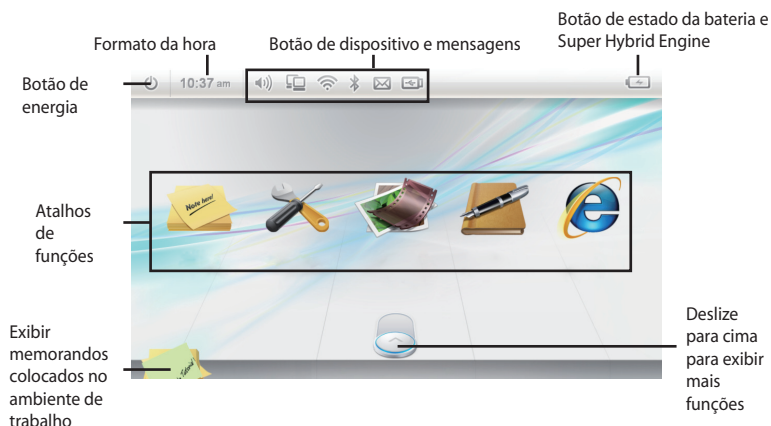 Botão de estado da bateria e
Super Hybrid Engine
Formato da hora
Botão de dispositivo e mensagens
Botão de
energia
10:37 am
Note here!
Atalhos
de
funções
Exibir
memorandos
colocados no
ambiente de
trabalho
Tutorial
Deslize
para cima
para exibir
mais
funções